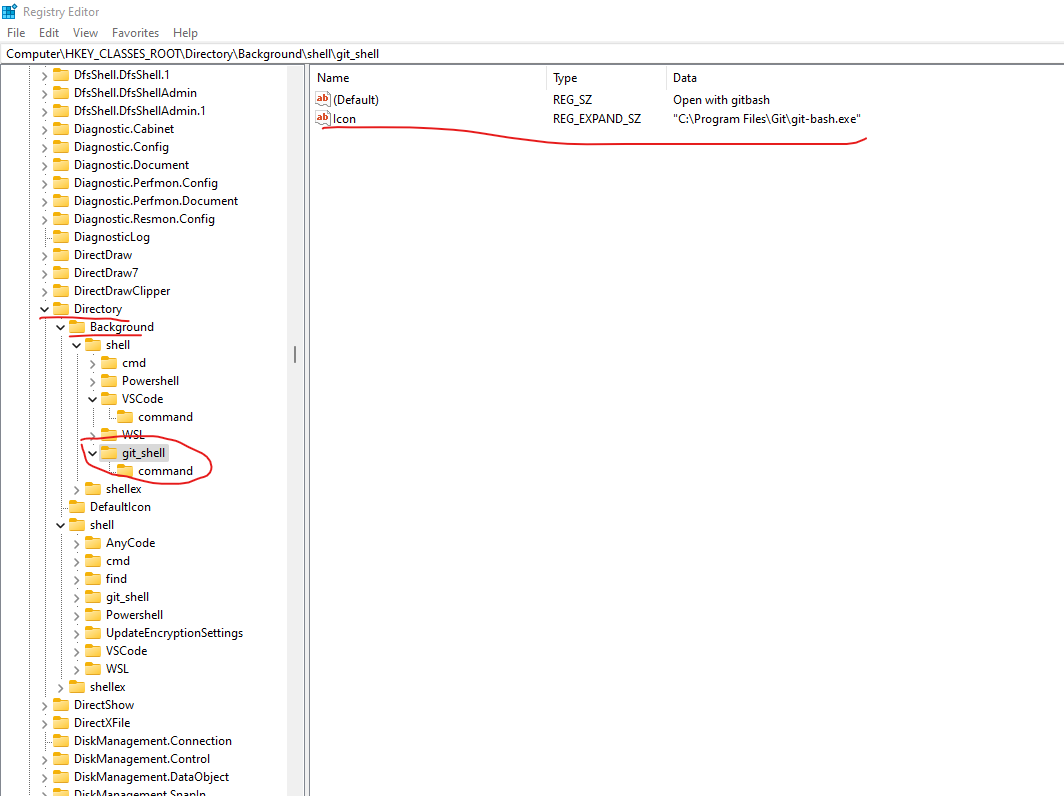 Registry Editor
File Edit View Favorites Help
Computer\HKEY_CLASSES_ROOT\Directory\Background\shell\git_shell
DfsShell.DfsShell.1
DfsShell.DfsShellAdmin
DfsShell.DfsShellAdmin.1
Diagnostic.Cabinet
Diagnostic.Config
Diagnostic.Document
Diagnostic.Perfmon.Config
Diagnostic.Perfmon.Document
Diagnostic.Resmon.Config
DiagnosticLog
DirectDraw
DirectDraw7
DirectDrawClipper
Directory
Background
shell
cmd
Powershell
VSCode
command
WSL
git_shell
command
shellex
DefaultIcon
shell
AnyCode
cmd
find
git_shell
Powershell
UpdateEncryptionSettings
VSCode
WSL
shellex
DirectShow
DirectXFile
DiskManagement.Connection
DiskManagement.Control
DiskManagement.DataObject
DiskManagement.SnapIn
Name Type Data
ab (Default) REG_SZ Open with gitbash
ab Icon REG_EXPAND_SZ "C:\Program Files\Git\git-bash.exe"